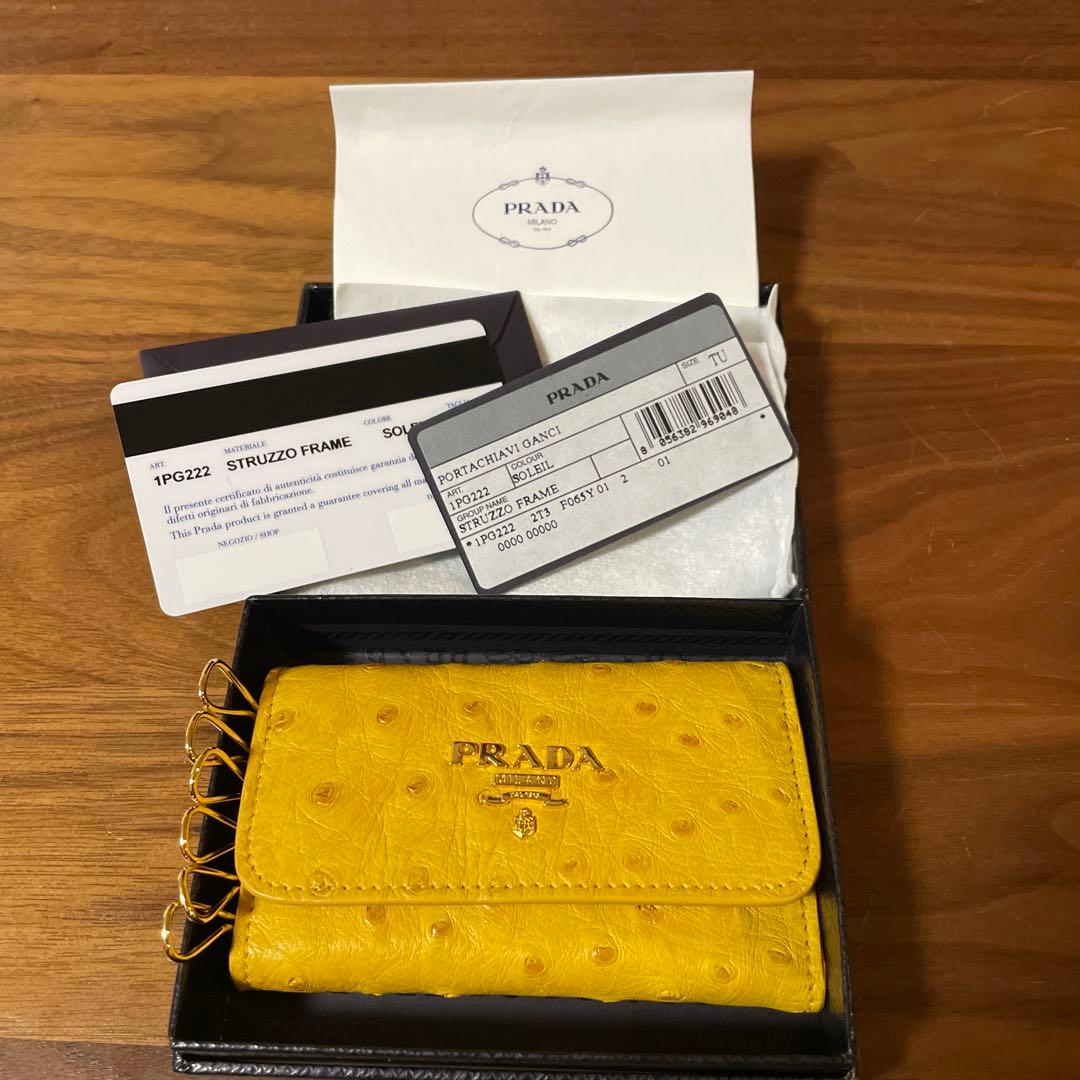 PRADA
MILANO
ART.
MATERIALE
COLORE
1PG222 STRUZZO FRAME
Il presente certificato di autenticità costituisce garanzia
difetti originari di fabbricazione.
This Prada product is granted a guarantee covering all
NEGOZIO / SHOP
PRADA
SIZE TU
PORTACHIAVI GANCI
8 056382 969048
ART.
1PG222
COLOUR
SOLEIL
01
GROUP NAME
STRUZZO FRAME
1PG222 2T3 F065Y 01 2
0000 00000
PRADA
MILANO